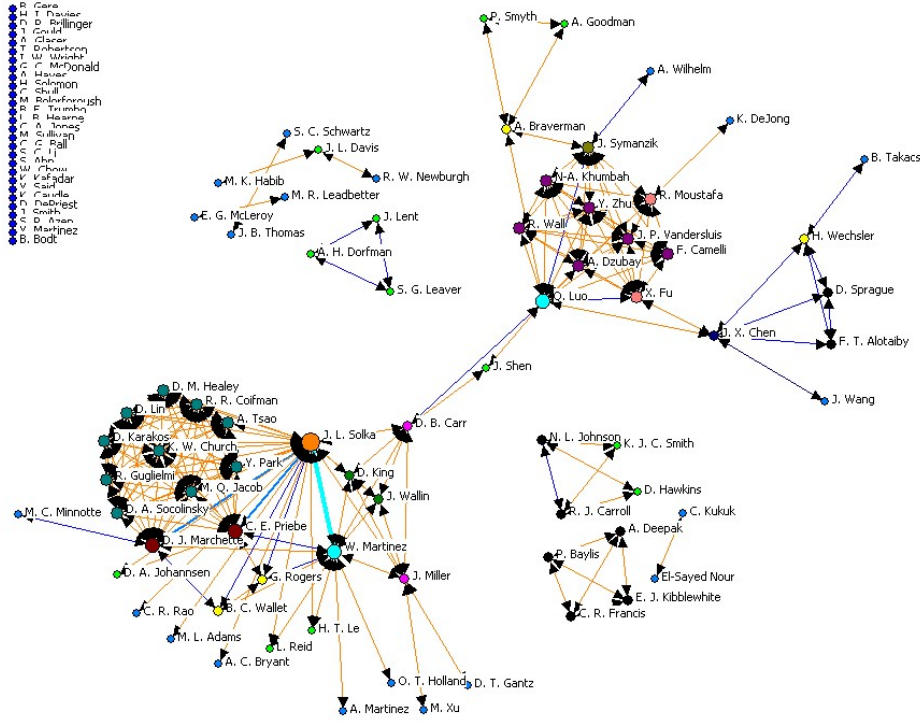 B. Gere
H. T. Davies
D. R. Brillinger
J. Gould
A. Glaser
T. Robertson
T. W. Wright
G. C. McDonald
A. Hayes
H. Solomon
C. Shull
M. Bolorforoush
B. E. Trumbo
L. B. Hearne
C. A. Jones
M. Sullivan
C. G. Ball
S. C. Li
S. Ahn
W. Chow
K. Kafadar
Y. Said
K. Caudle
D. DePriest
J. Smith
S. P. Azen
Y. Martinez
B. Bodt
P. Smyth
A. Goodman
A. Wilhelm
K. DeJong
A. Braverman
J. Symanzik
S. C. Schwartz
J. L. Davis
B. Takacs
M. K. Habib
R. W. Newburgh
N-A. Khumbah
R. Moustafa
M. R. Leadbetter
Y. Zhu
E. G. McLeroy
J. Lent
R. Wall
J. B. Thomas
J. P. Vandersluis
H. Wechsler
A. H. Dorfman
F. Camelli
A. Dzubay
S. G. Leaver
D. Sprague
Q. Luo
X. Fu
J. X. Chen
F. T. Alotaiby
J. Shen
D. M. Healey
R. R. Coifman
J. Wang
D. Lin
A. Tsao
D. B. Carr
D. Karakos
J. L. Solka
N. L. Johnson
K. J. C. Smith
K. W. Church
Y. Park
R. Guglielmi
D. King
M. Q. Jacob
D. Hawkins
J. Wallin
D. A. Socolinsky
M. C. Minnotte
R. J. Carroll
C. Kukuk
C. E. Priebe
A. Deepak
D. J. Marchette
W. Martinez
P. Baylis
D. A. Johannsen
G. Rogers
J. Miller
El-Sayed Nour
E. J. Kibblewhite
C. R. Rao
B. C. Wallet
C. R. Francis
H. T. Le
M. L. Adams
L. Reid
A. C. Bryant
O. T. Holland
D. T. Gantz
A. Martinez
M. Xu